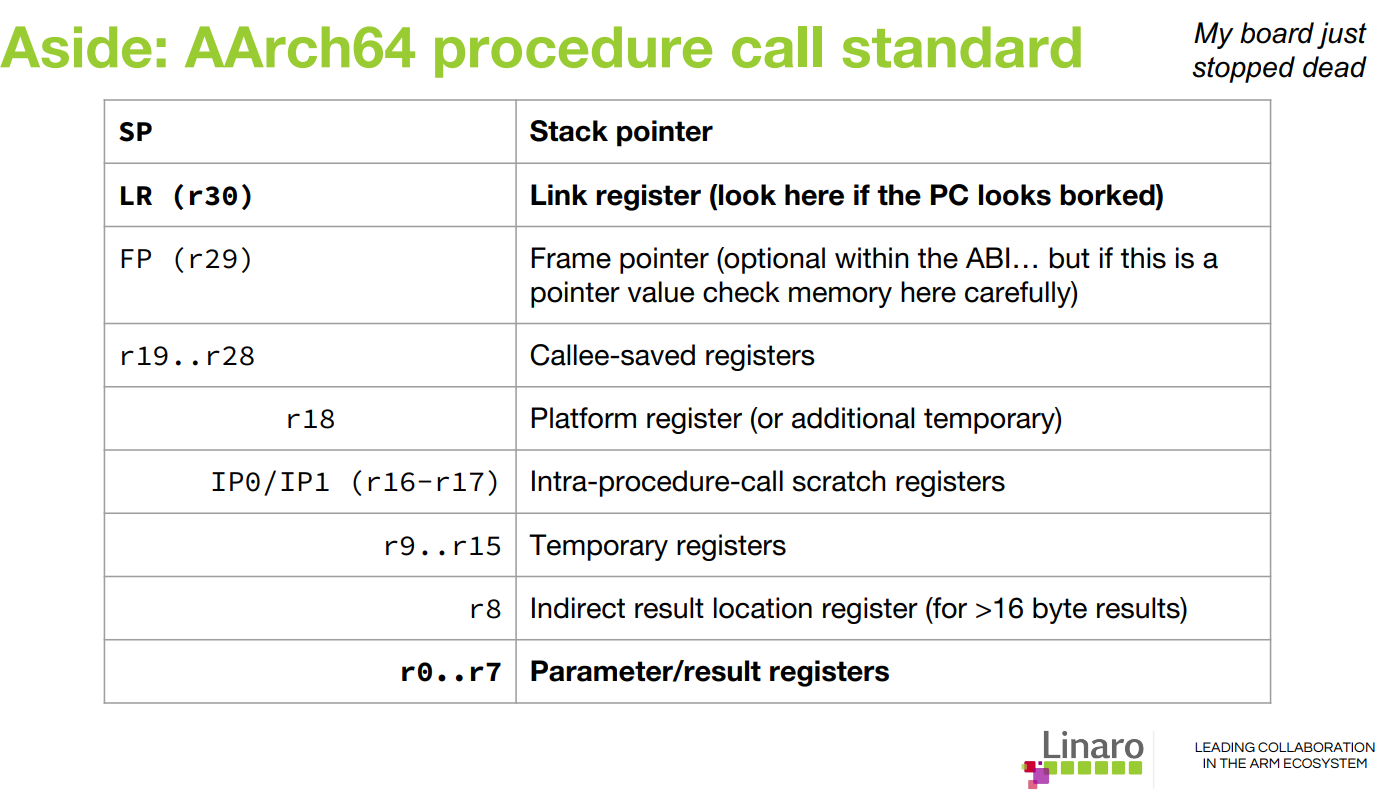 Aside: AArch64 procedure call standard
My board just
stopped dead
SP
Stack pointer
LR (r30)
Link register (look here if the PC looks borked)
FP (r29)
Frame pointer (optional within the ABI… but if this is a
pointer value check memory here carefully)
r19..r28
Callee-saved registers
r18
Platform register (or additional temporary)
IP0/IP1 (r16-r17)
Intra-procedure-call scratch registers
r9..r15
Temporary registers
r8
Indirect result location register (for >16 byte results)
r0..r7
Parameter/result registers
Linaro
LEADING COLLABORATION
IN THE ARM ECOSYSTEM